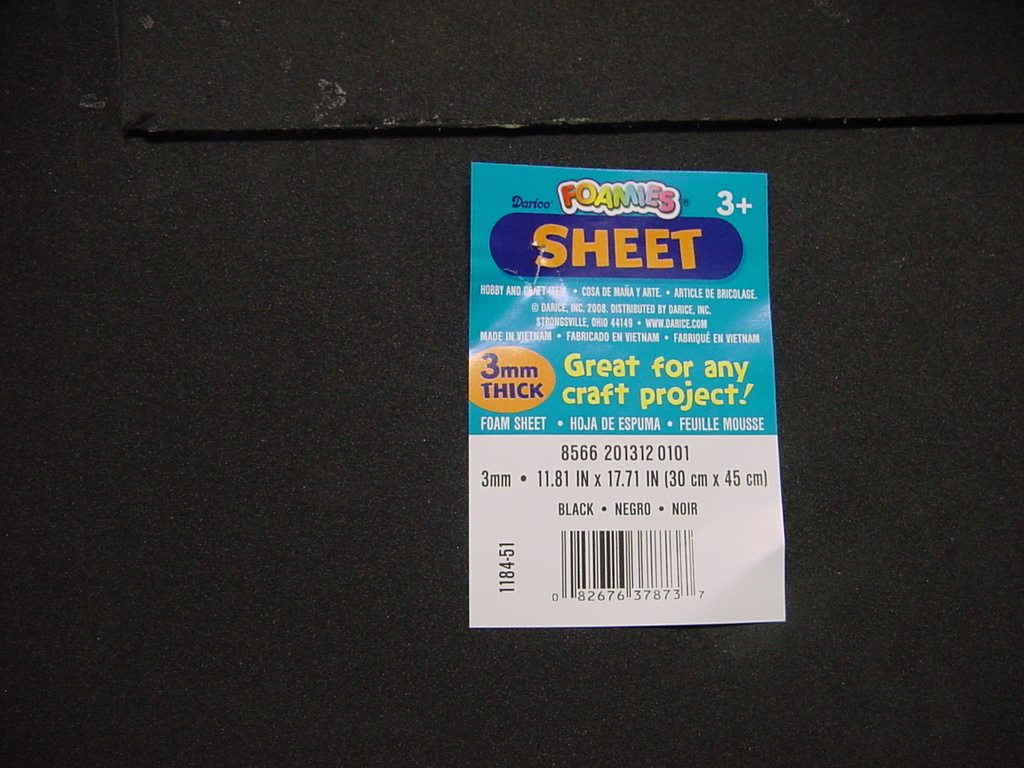 Darice® FOAMIES® 3+
SHEET
HOBBY AND CRAFT ITEM. • COSA DE MAÑA Y ARTE. • ARTICLE DE BRICOLAGE.
© DARICE, INC. 2008. DISTRIBUTED BY DARICE, INC.
STRONGSVILLE, OHIO 44149 • WWW.DARICE.COM
MADE IN VIETNAM • FABRICADO EN VIETNAM • FABRIQUÉ EN VIETNAM
3mm
THICK
Great for any
craft project!
FOAM SHEET • HOJA DE ESPUMA • FEUILLE MOUSSE
8566 201312 0101
3mm • 11.81 IN x 17.71 IN (30 cm x 45 cm)
BLACK • NEGRO • NOIR
1184-51
0 82676 37873 7